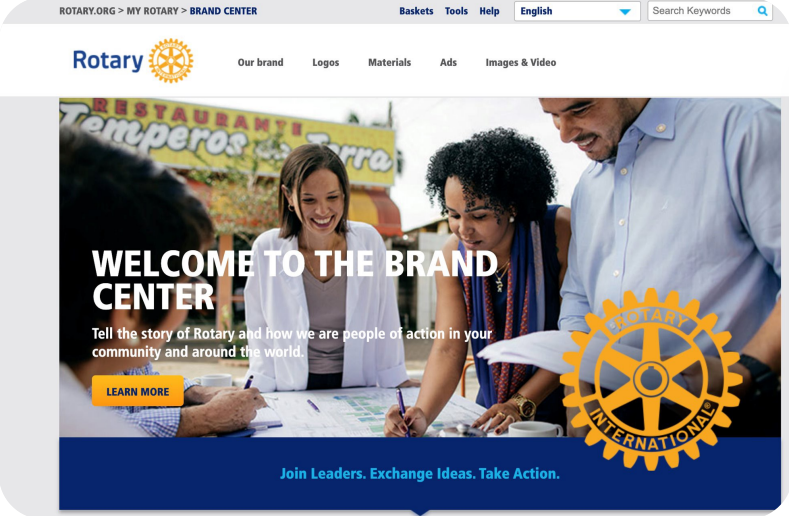 ROTARY.ORG > MY ROTARY > BRAND CENTER
Baskets Tools Help English Search Keywords
Rotary
Our brand Logos Materials Ads Images & Video
RESTAURANTE
Temperos da Terra
WELCOME TO THE BRAND
CENTER
Tell the story of Rotary and how we are people of action in your
community and around the world.
LEARN MORE
ROTARY
INTERNATIONAL®
Join Leaders. Exchange Ideas. Take Action.